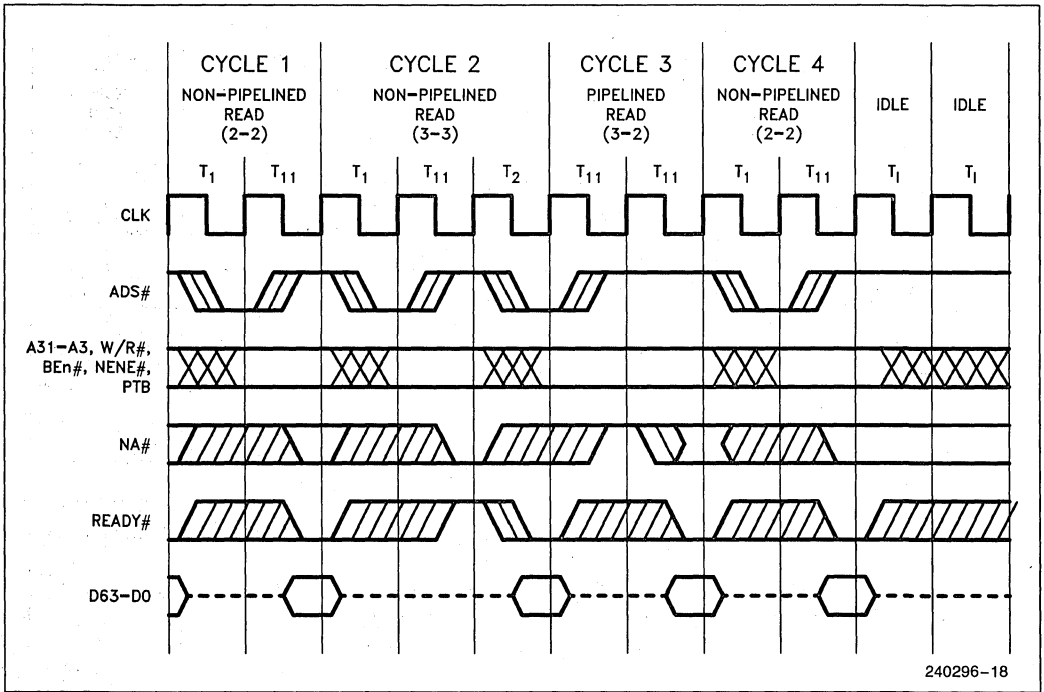 CYCLE 1 CYCLE 2 CYCLE 3 CYCLE 4
NON-PIPELINED NON-PIPELINED PIPELINED NON-PIPELINED
READ READ READ READ IDLE IDLE
(2-2) (3-3) (3-2) (2-2)
T1 T11 T1 T11 T2 T11 T11 T1 T11 TI TI
CLK
ADS#
A31-A3, W/R#,
BEn#, NENE#,
PTB
NA#
READY#
D63-D0
240296-18